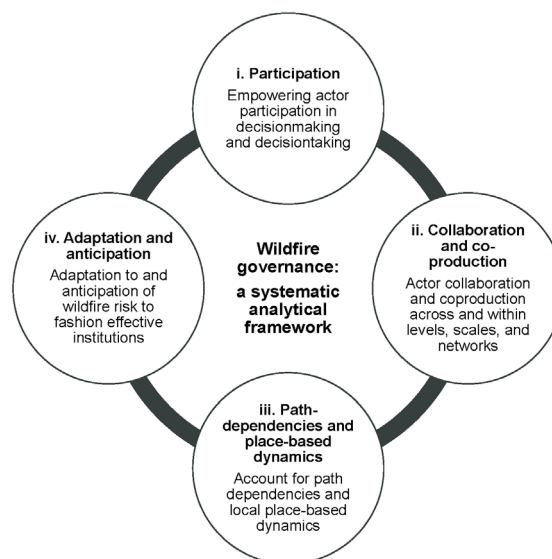 i. Participation
Empowering actor
participation in
decisionmaking
and decisiontaking
ii. Collaboration
and co-
production
Actor collaboration
and coproduction
across and within
levels, scales, and
networks
iii. Path-
dependencies and
place-based
dynamics
Account for path
dependencies and
local place-based
dynamics
iv. Adaptation and
anticipation
Adaptation to and
anticipation of
wildfire risk to
fashion effective
institutions
Wildfire
governance:
a systematic
analytical
framework